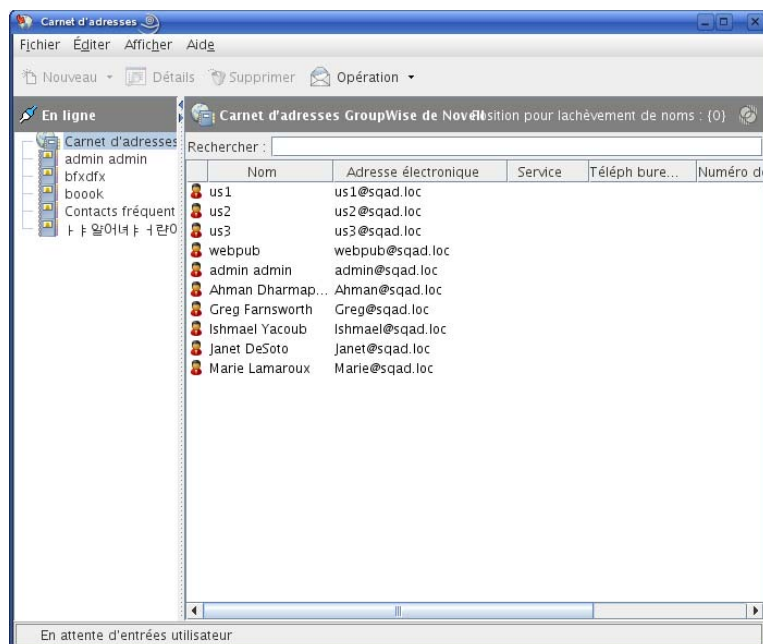 Carnet d'adresses
Fichier Éditer Afficher Aide
Nouveau Détails Supprimer Opération
En ligne
Carnet d'adresses
admin admin
bfxdfx
boook
Contacts fréquent
Carnet d'adresses GroupWise de Novell
osition pour lachèvement de noms : {0}
Rechercher :
Nom Adresse électronique Service Téléph bure... Numéro de
us1 us1@sqad.loc
us2 us2@sqad.loc
us3 us3@sqad.loc
webpub webpub@sqad.loc
admin admin admin@sqad.loc
Ahman Dharmap... Ahman@sqad.loc
Greg Farnsworth Greg@sqad.loc
Ishmael Yacoub Ishmael@sqad.loc
Janet DeSoto Janet@sqad.loc
Marie Lamaroux Marie@sqad.loc
En attente d'entrées utilisateur